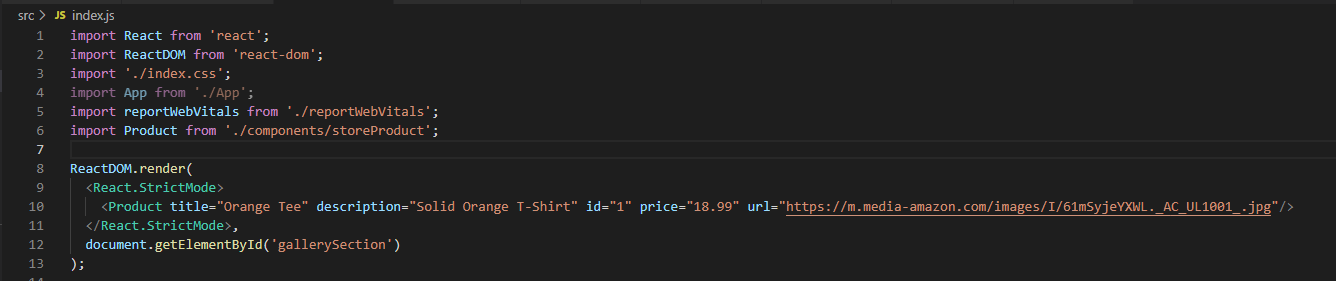 src > JS index.js
1 import React from 'react';
2 import ReactDOM from 'react-dom';
3 import './index.css';
4 import App from './App';
5 import reportWebVitals from './reportWebVitals';
6 import Product from './components/storeProduct';
7
8 ReactDOM.render(
9 <React.StrictMode>
10 <Product title="Orange Tee" description="Solid Orange T-Shirt" id="1" price="18.99" url="https://m.media-amazon.com/images/I/61mSyjeYXWL._AC_UL1001_.jpg"/>
11 </React.StrictMode>,
12 document.getElementById('gallerySection')
13 );
14